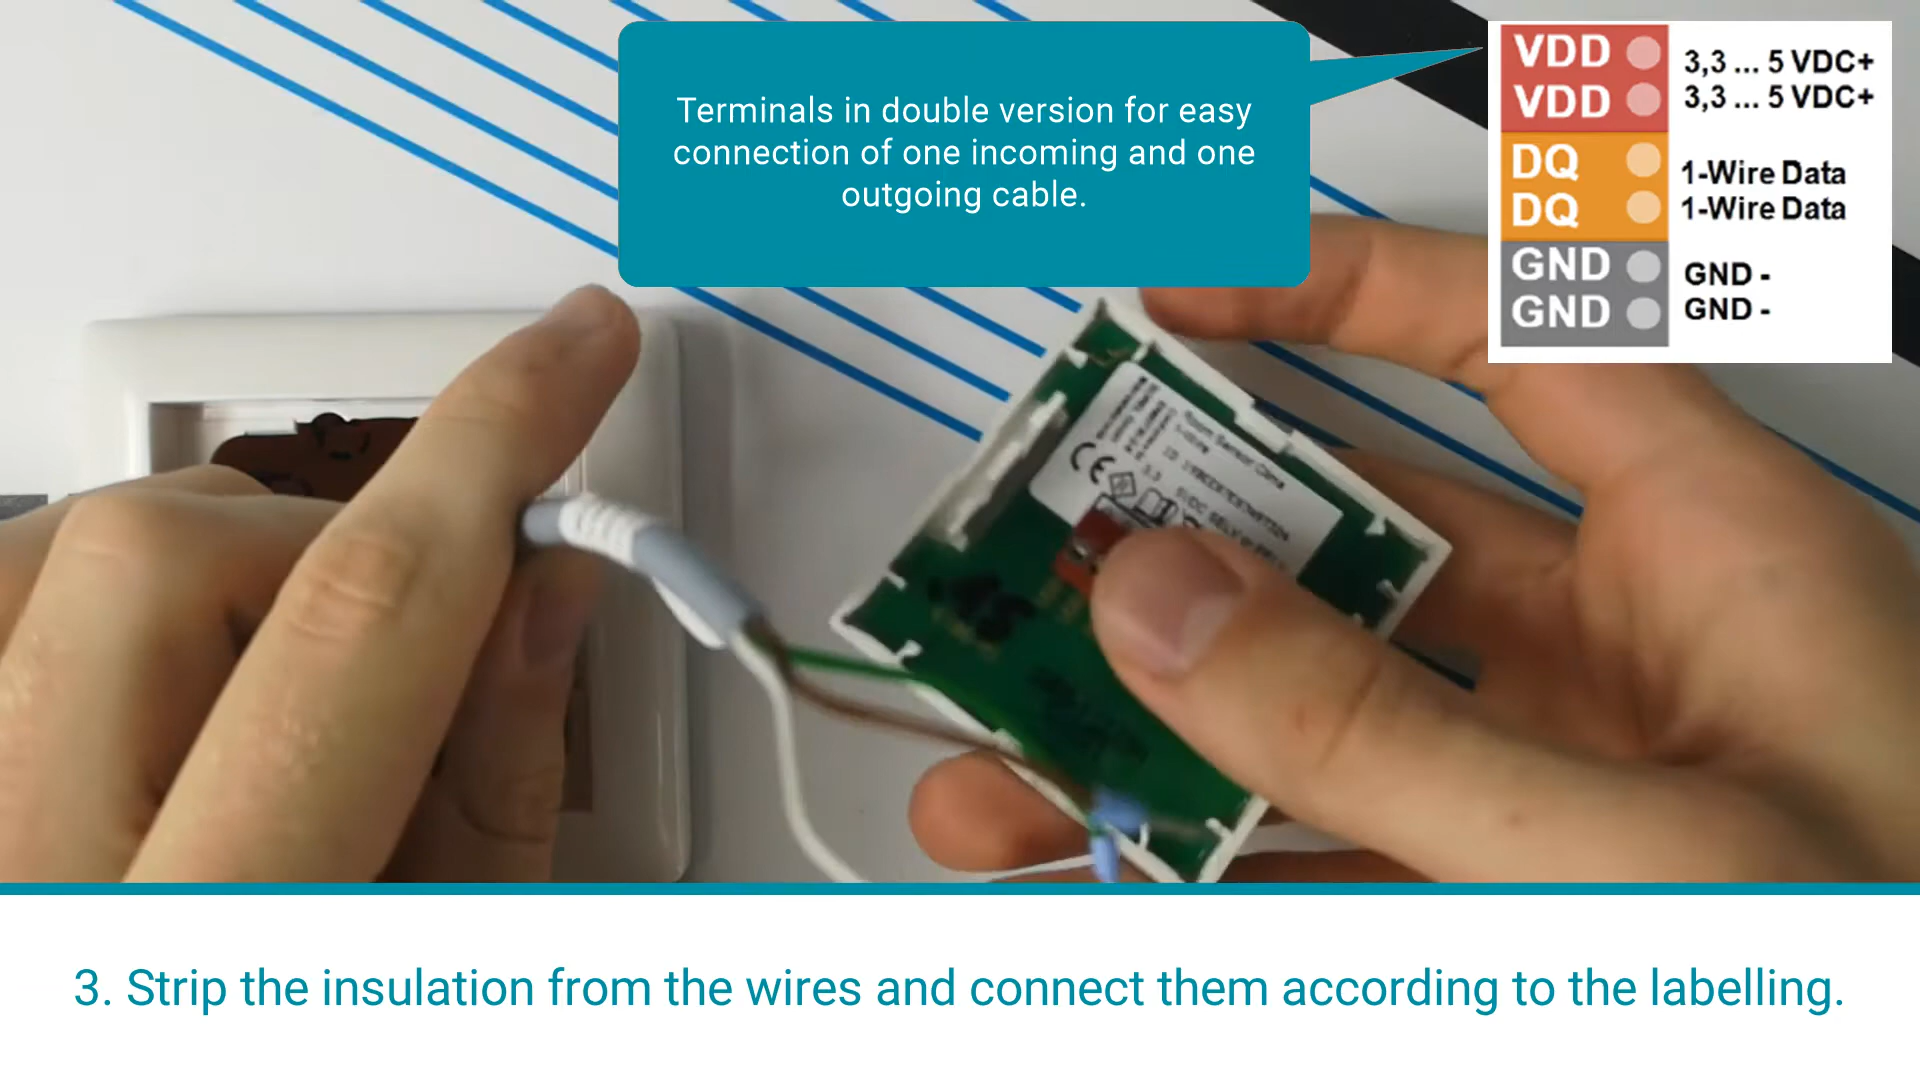 Terminals in double version for easy
connection of one incoming and one
outgoing cable.
VDD 3,3 ... 5 VDC+
VDD 3,3 ... 5 VDC+
DQ 1-Wire Data
DQ 1-Wire Data
GND GND -
GND GND -
Room Sensor
CE
3. Strip the insulation from the wires and connect them according to the labelling.